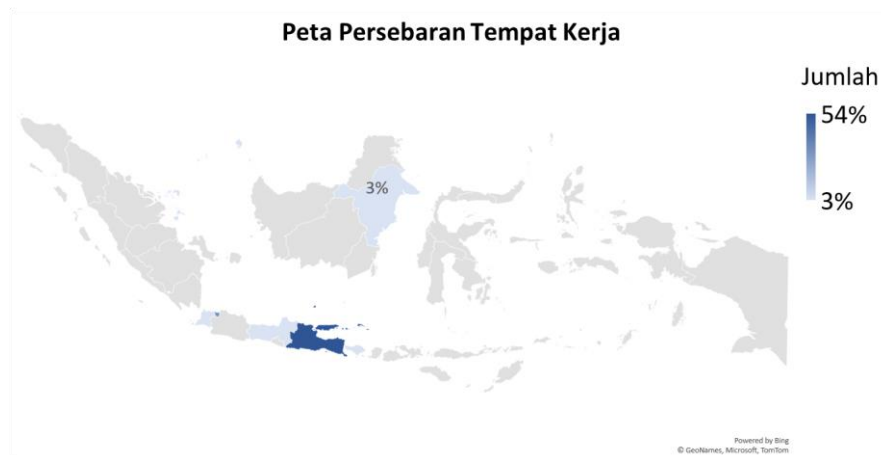 Peta Persebaran Tempat Kerja
Jumlah
54%
3%
3%
Powered by Bing
© GeoNames, Microsoft, TomTom